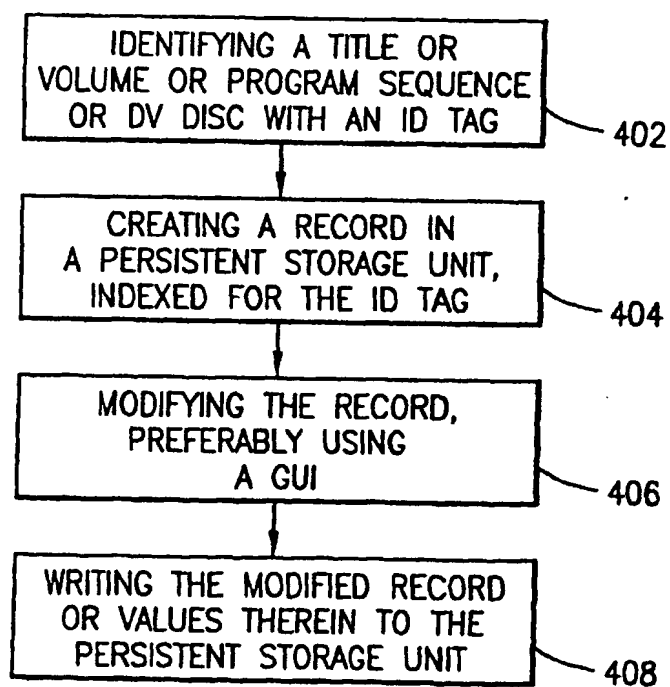 IDENTIFYING A TITLE OR
VOLUME OR PROGRAM SEQUENCE
OR DV DISC WITH AN ID TAG
402
CREATING A RECORD IN
A PERSISTENT STORAGE UNIT,
INDEXED FOR THE ID TAG
404
MODIFYING THE RECORD,
PREFERABLY USING
A GUI
406
WRITING THE MODIFIED RECORD
OR VALUES THEREIN TO THE
PERSISTENT STORAGE UNIT
408